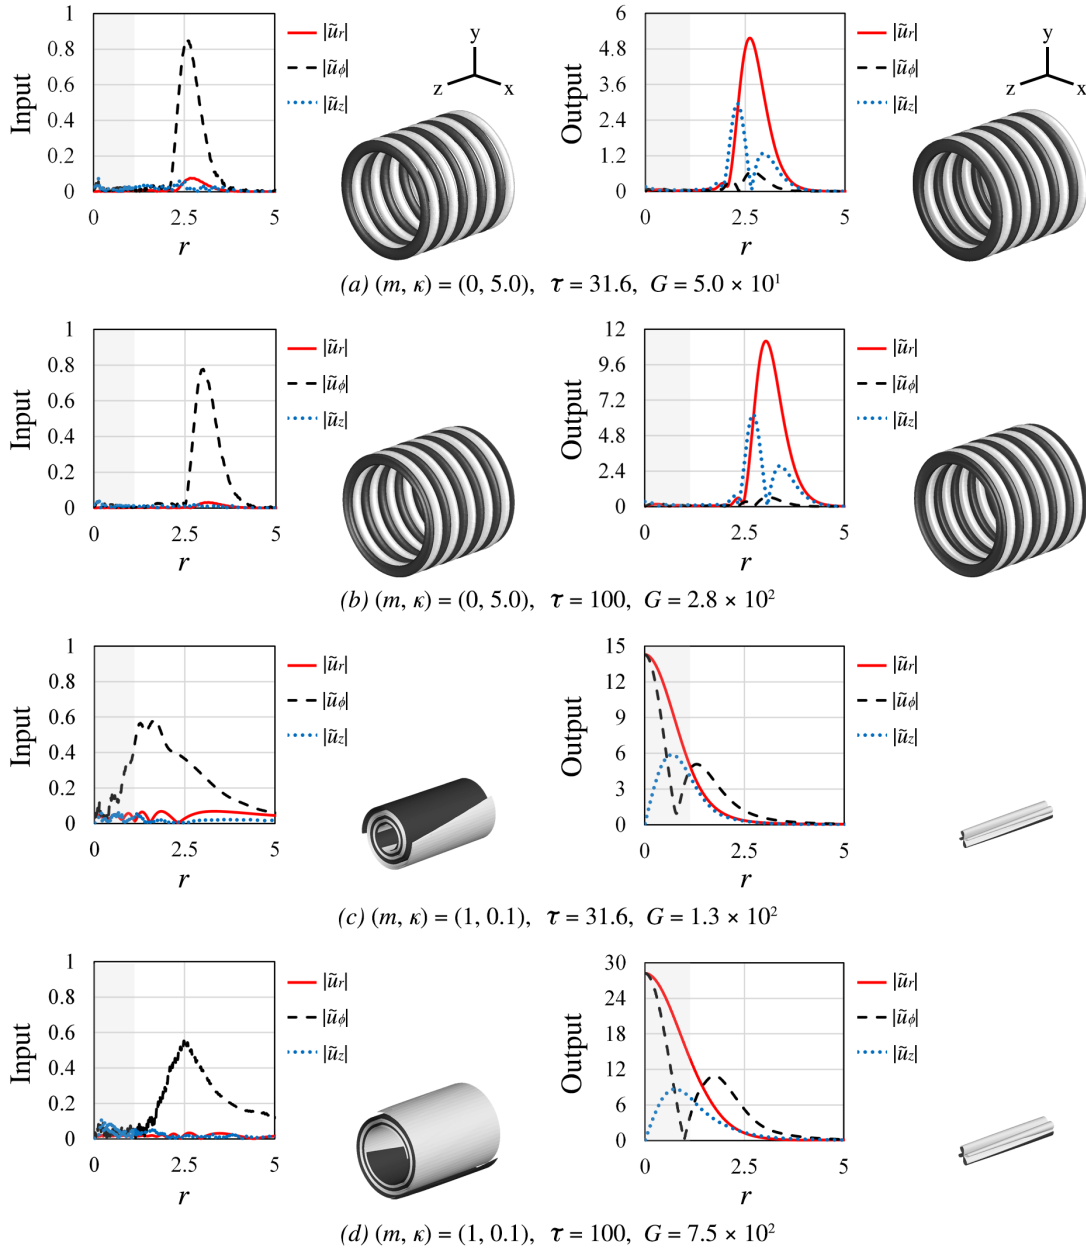 1
0.8
0.6
0.4
0.2
0
Input
0 2.5 5
r
|ũr|
|ũϕ|
|ũz|
y
z x
6
4.8
3.6
2.4
1.2
0
Output
0 2.5 5
r
|ũr|
|ũϕ|
|ũz|
y
z x
(a) (m, κ) = (0, 5.0), τ = 31.6, G = 5.0 × 10¹
1
0.8
0.6
0.4
0.2
0
Input
0 2.5 5
r
|ũr|
|ũϕ|
|ũz|
12
9.6
7.2
4.8
2.4
0
Output
0 2.5 5
r
|ũr|
|ũϕ|
|ũz|
(b) (m, κ) = (0, 5.0), τ = 100, G = 2.8 × 10²
1
0.8
0.6
0.4
0.2
0
Input
0 2.5 5
r
|ũr|
|ũϕ|
|ũz|
15
12
9
6
3
0
Output
0 2.5 5
r
|ũr|
|ũϕ|
|ũz|
(c) (m, κ) = (1, 0.1), τ = 31.6, G = 1.3 × 10²
1
0.8
0.6
0.4
0.2
0
Input
0 2.5 5
r
|ũr|
|ũϕ|
|ũz|
30
24
18
12
6
0
Output
0 2.5 5
r
|ũr|
|ũϕ|
|ũz|
(d) (m, κ) = (1, 0.1), τ = 100, G = 7.5 × 10²